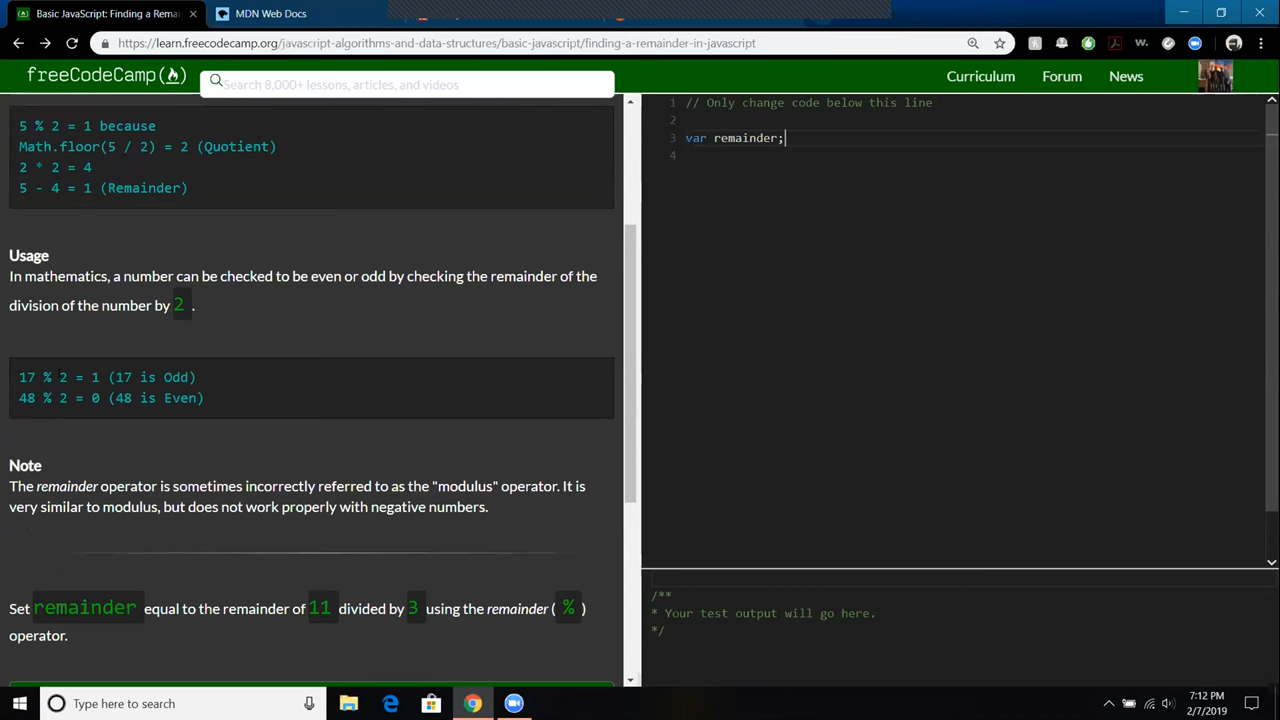 Basic JavaScript: Finding a Remai
MDN Web Docs
https://learn.freecodecamp.org/javascript-algorithms-and-data-structures/basic-javascript/finding-a-remainder-in-javascript
freeCodeCamp
Search 8,000+ lessons, articles, and videos
Curriculum
Forum
News
5 % 2 = 1 because
Math.floor(5 / 2) = 2 (Quotient)
2 * 2 = 4
5 - 4 = 1 (Remainder)
Usage
In mathematics, a number can be checked to be even or odd by checking the remainder of the
division of the number by 2 .
17 % 2 = 1 (17 is Odd)
48 % 2 = 0 (48 is Even)
Note
The remainder operator is sometimes incorrectly referred to as the "modulus" operator. It is
very similar to modulus, but does not work properly with negative numbers.
Set remainder equal to the remainder of 11 divided by 3 using the remainder ( % )
operator.
1 // Only change code below this line
2
3 var remainder;
4
/**
* Your test output will go here.
*/
Type here to search
7:12 PM
2/7/2019